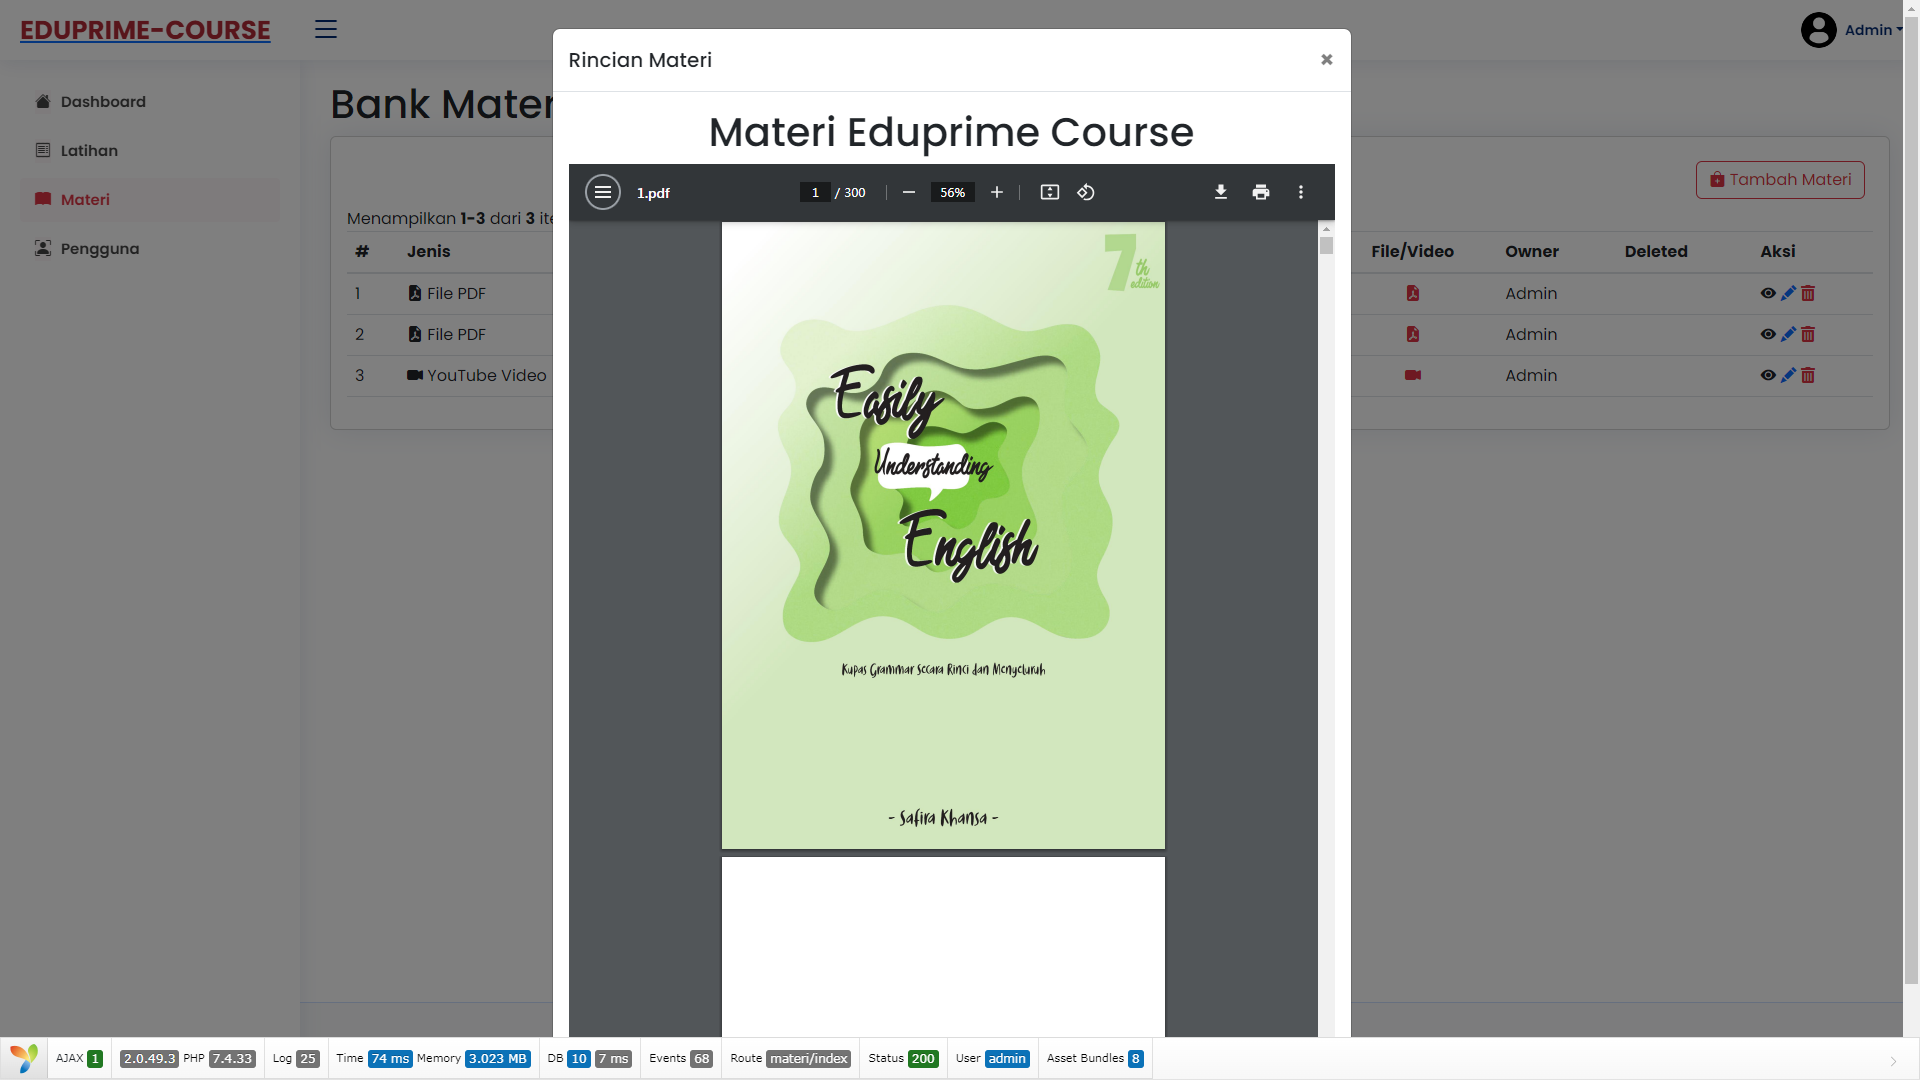 EDUPRIME-COURSE
Admin
Dashboard
Latihan
Materi
Pengguna
Bank Mater
Tambah Materi
Menampilkan 1-3 dari 3 ite
# Jenis File/Video Owner Deleted Aksi
1 File PDF Admin
2 File PDF Admin
3 YouTube Video Admin
Rincian Materi
×
Materi Eduprime Course
1.pdf 1 / 300 56%
7th edition
Easily
Understanding
English
Kupas Grammar Secara Rinci dan Menyeluruh
- Safira Khansa -
AJAX 1 2.0.49.3 PHP 7.4.33 Log 25 Time 74 ms Memory 3.023 MB DB 10 7 ms Events 68 Route materi/index Status 200 User admin Asset Bundles 8